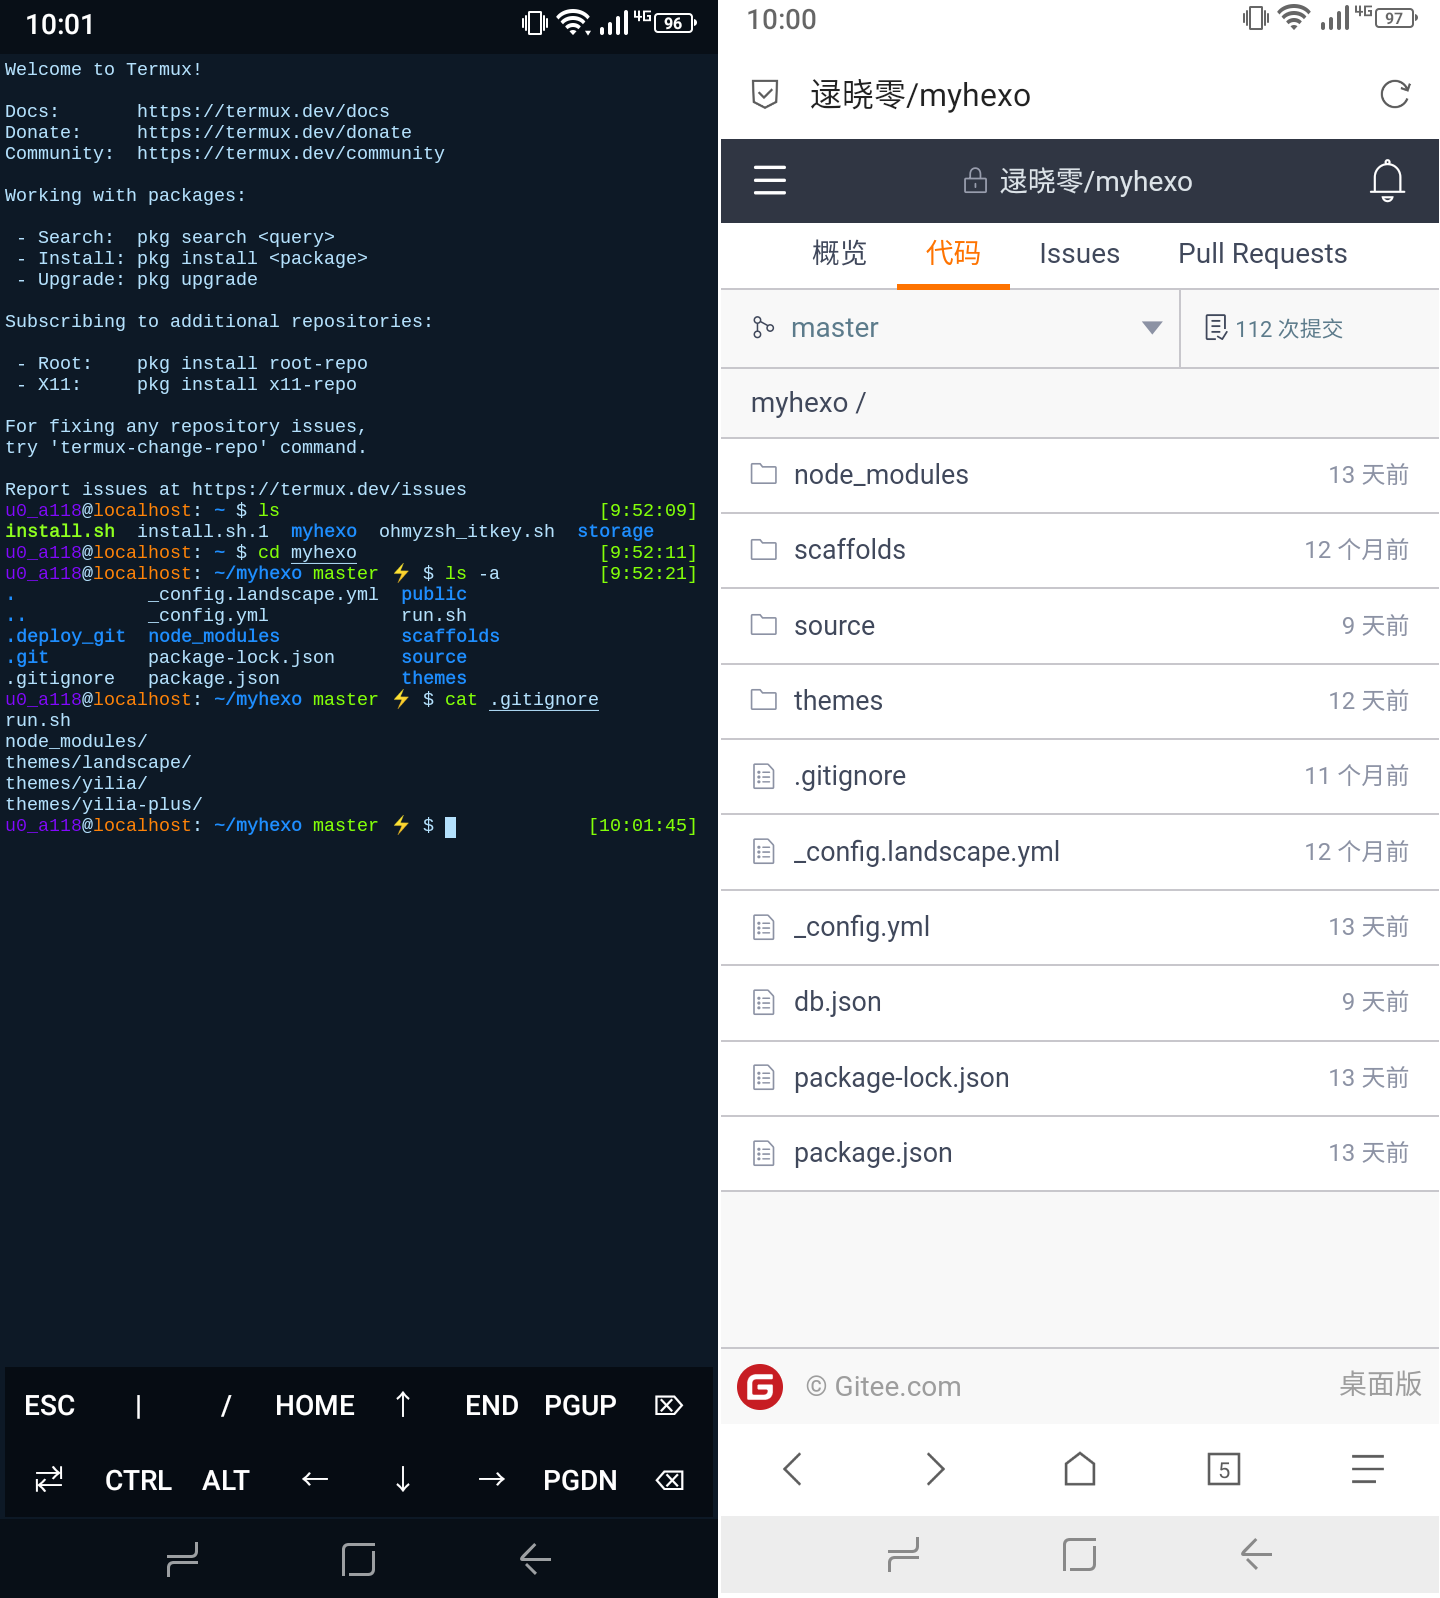 10:01
4G 96
Welcome to Termux!
Docs: https://termux.dev/docs
Donate: https://termux.dev/donate
Community: https://termux.dev/community
Working with packages:
- Search: pkg search <query>
- Install: pkg install <package>
- Upgrade: pkg upgrade
Subscribing to additional repositories:
- Root: pkg install root-repo
- X11: pkg install x11-repo
For fixing any repository issues,
try 'termux-change-repo' command.
Report issues at https://termux.dev/issues
u0_a118@localhost: ~ $ ls [9:52:09]
install.sh install.sh.1 myhexo ohmyzsh_itkey.sh storage
u0_a118@localhost: ~ $ cd myhexo [9:52:11]
u0_a118@localhost: ~/myhexo master ⚡ $ ls -a [9:52:21]
. _config.landscape.yml public
.. _config.yml run.sh
.deploy_git node_modules scaffolds
.git package-lock.json source
.gitignore package.json themes
u0_a118@localhost: ~/myhexo master ⚡ $ cat .gitignore
run.sh
node_modules/
themes/landscape/
themes/yilia/
themes/yilia-plus/
u0_a118@localhost: ~/myhexo master ⚡ $ [10:01:45]
ESC | / HOME ↑ END PGUP ⌦
⇄ CTRL ALT ← ↓ → PGDN ⌫
10:00
4G 97
逯晓零/myhexo
逯晓零/myhexo
概览 代码 Issues Pull Requests
master 112 次提交
myhexo /
node_modules 13 天前
scaffolds 12 个月前
source 9 天前
themes 12 天前
.gitignore 11 个月前
_config.landscape.yml 12 个月前
_config.yml 13 天前
db.json 9 天前
package-lock.json 13 天前
package.json 13 天前
G © Gitee.com 桌面版
5